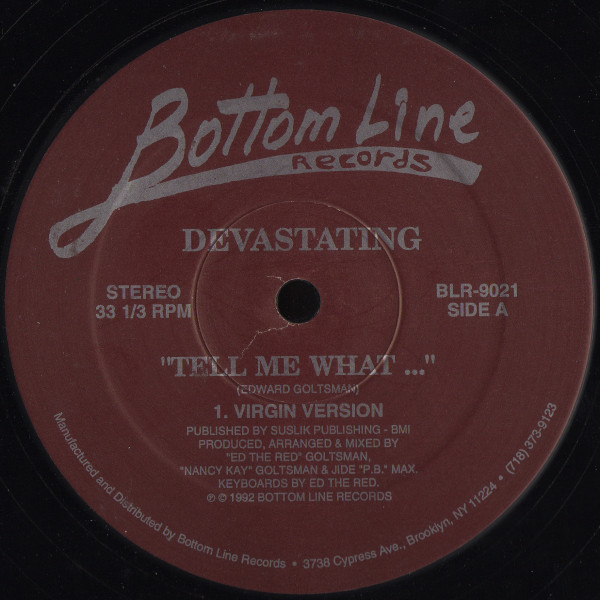 Bottom Line
Records
DEVASTATING
STEREO
33 1/3 RPM
BLR-9021
SIDE A
"TELL ME WHAT ..."
(EDWARD GOLTSMAN)
1. VIRGIN VERSION
PUBLISHED BY SUSLIK PUBLISHING - BMI
PRODUCED, ARRANGED & MIXED BY
"ED THE RED" GOLTSMAN,
"NANCY KAY" GOLTSMAN & JIDE "P.B." MAX.
KEYBOARDS BY ED THE RED.
℗ © 1992 BOTTOM LINE RECORDS
Manufactured and Distributed by Bottom Line Records • 3738 Cypress Ave., Brooklyn, NY 11224 • (718) 373-9123